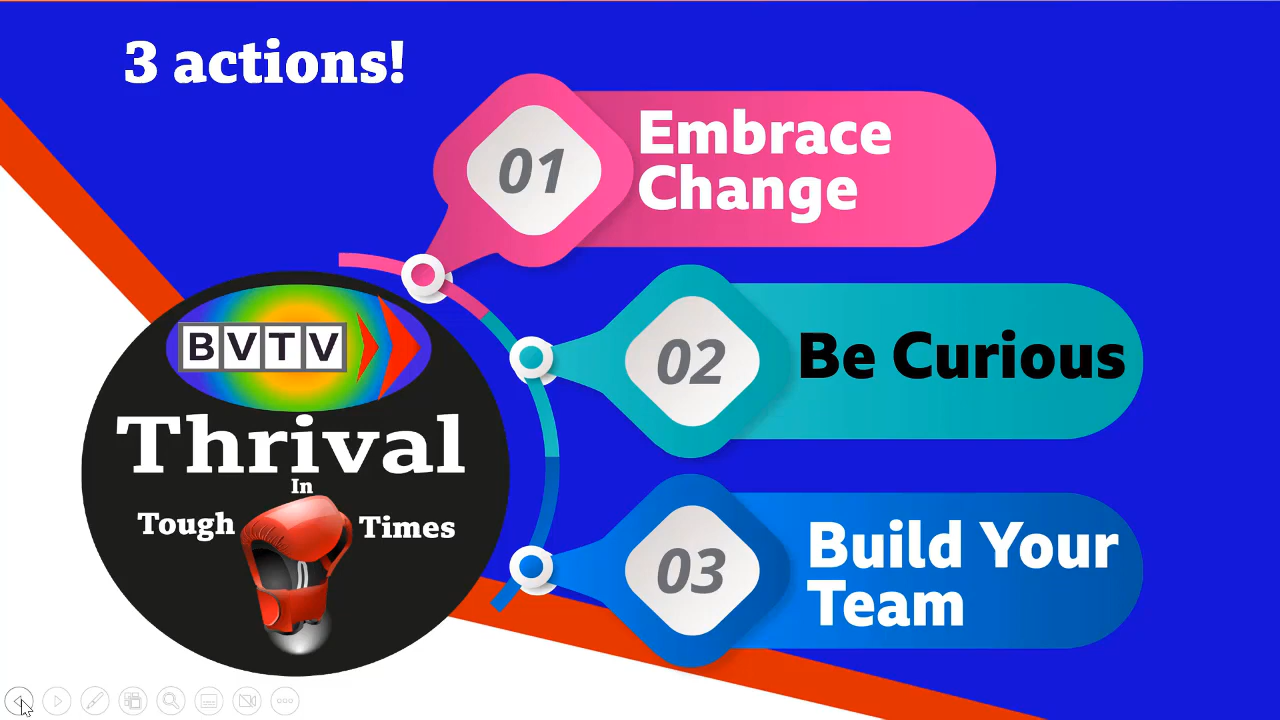 3 actions!
01
Embrace
Change
02
Be Curious
03
Build Your
Team
BVTV
Thrival
In
Tough Times